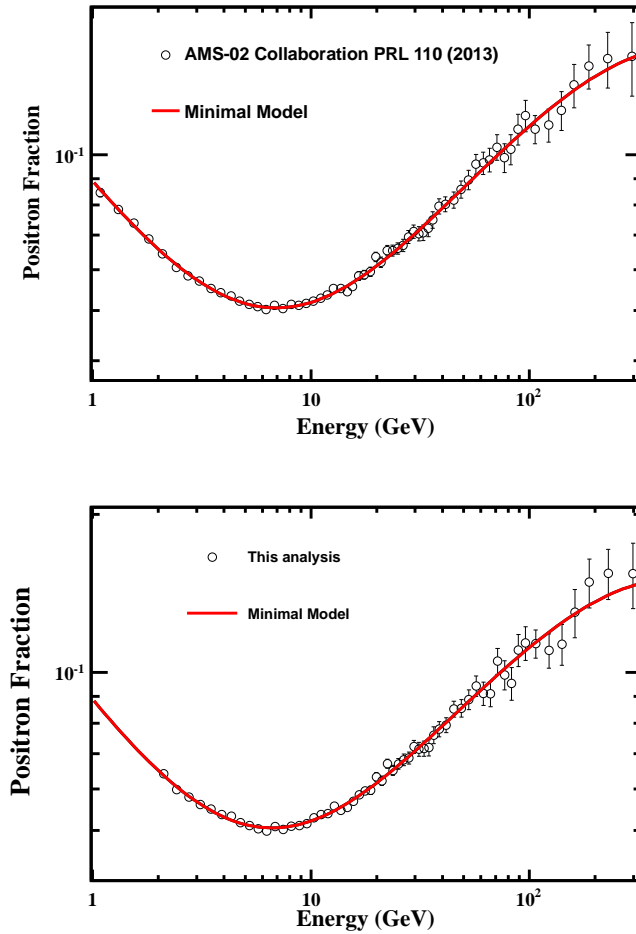 AMS-02 Collaboration PRL 110 (2013)
Minimal Model
Positron Fraction
10⁻¹
1 10 10²
Energy (GeV)
This analysis
Minimal Model
Positron Fraction
10⁻¹
1 10 10²
Energy (GeV)